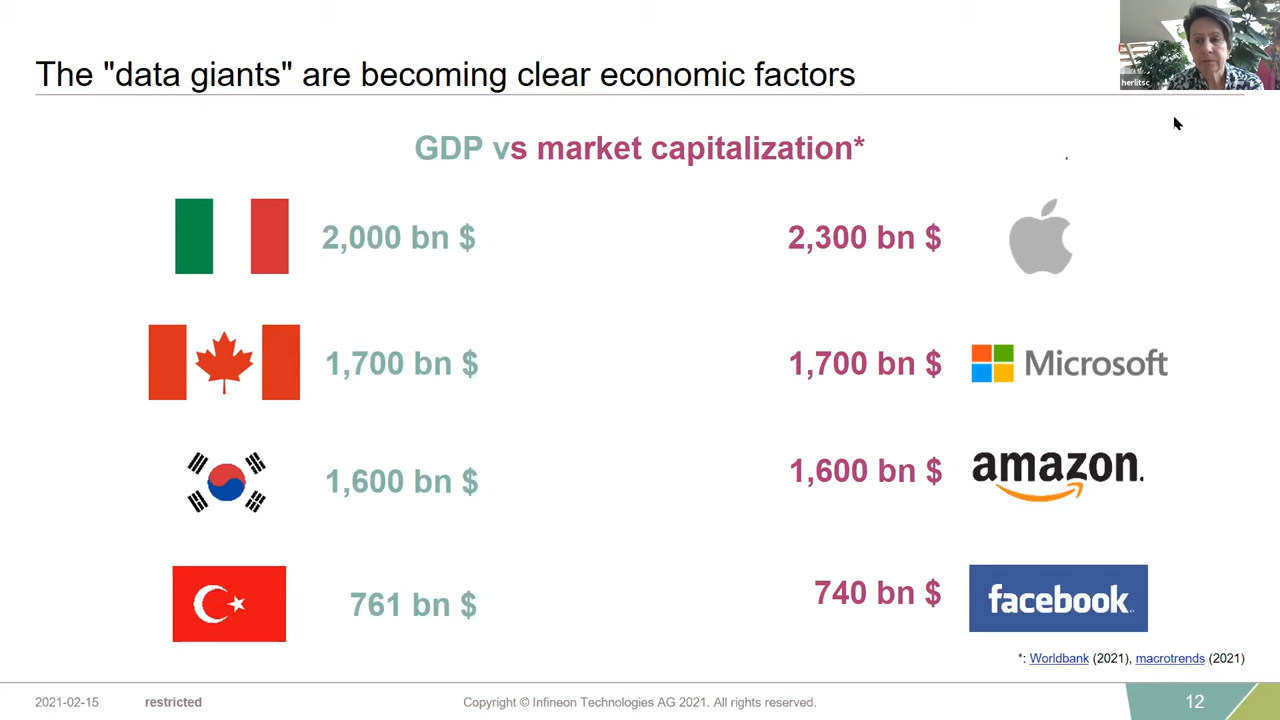 The "data giants" are becoming clear economic factors
herlitsc
GDP vs market capitalization*
2,000 bn $
2,300 bn $
1,700 bn $
1,700 bn $
Microsoft
1,600 bn $
1,600 bn $
amazon.
761 bn $
740 bn $
facebook
*: Worldbank (2021), macrotrends (2021)
2021-02-15
restricted
Copyright © Infineon Technologies AG 2021. All rights reserved.
12